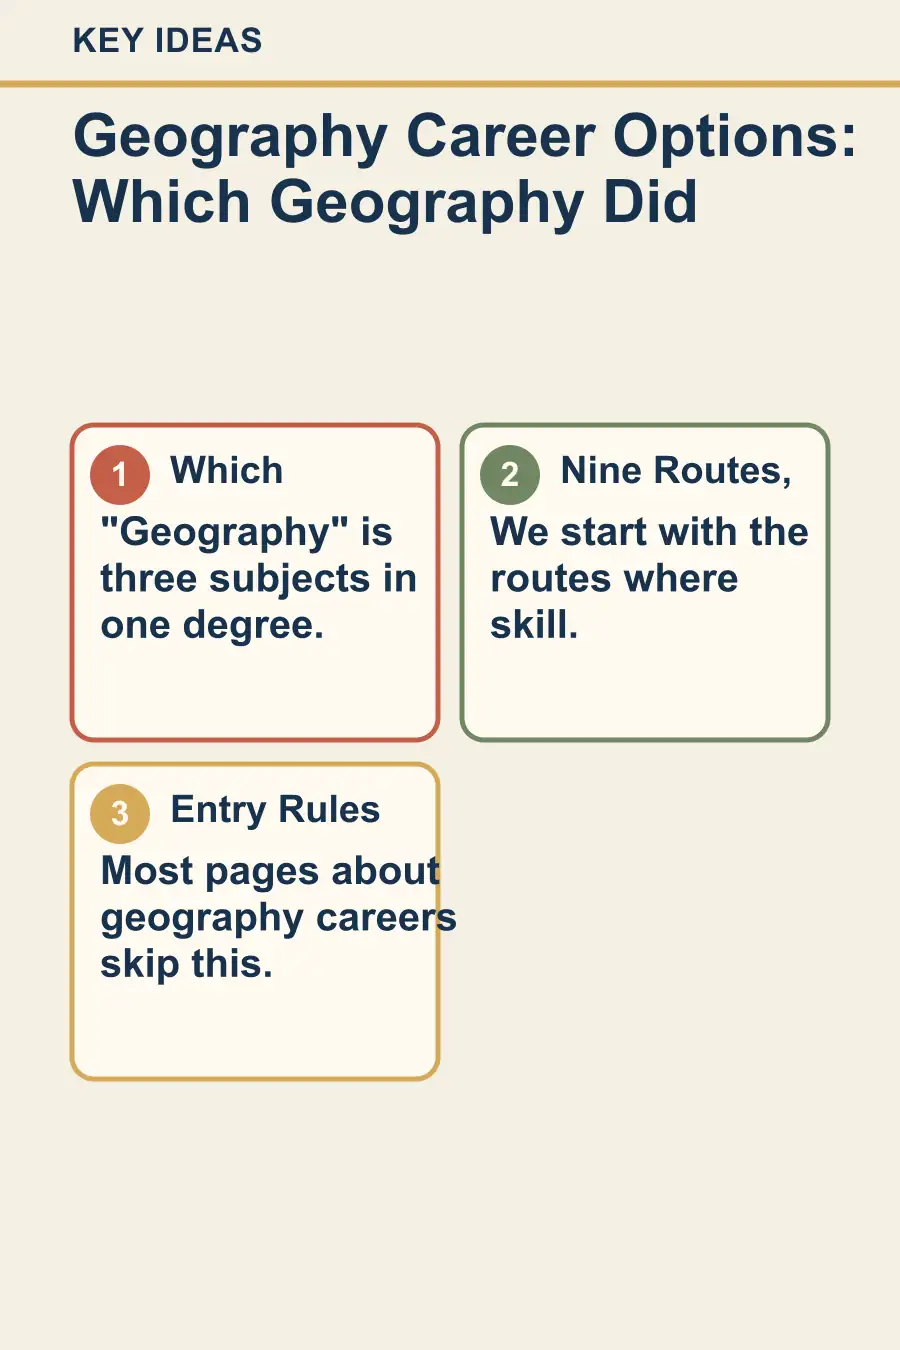 KEY IDEAS
Geography Career Options:
Which Geography Did
1 Which
"Geography" is
three subjects in
one degree.
2 Nine Routes,
We start with the
routes where
skill.
3 Entry Rules
Most pages about
geography careers
skip this.